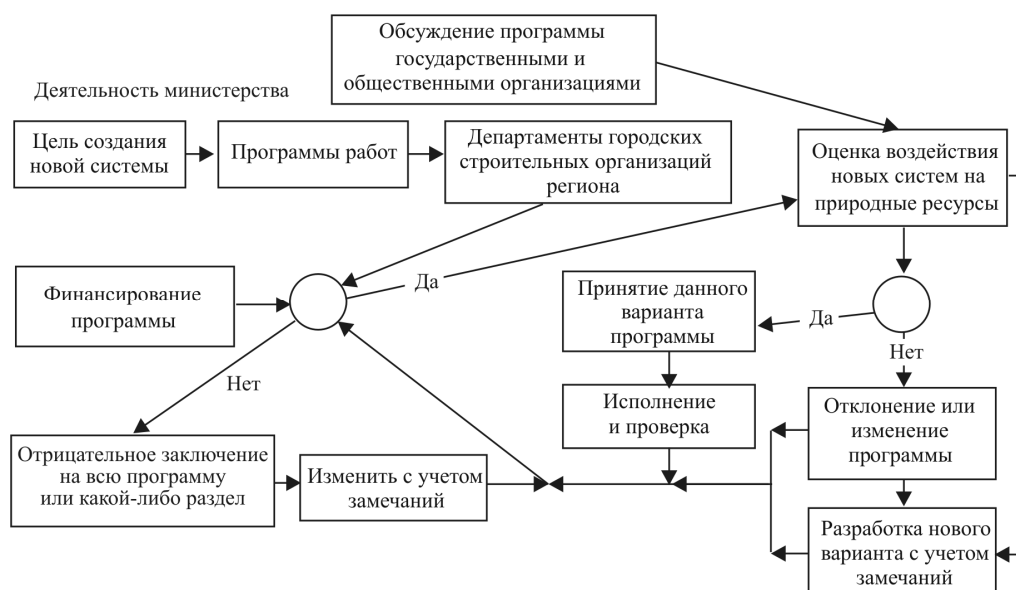 Обсуждение программы
государственными и
общественными организациями
Деятельность министерства
Цель создания
новой системы
Программы работ
Департаменты городских
строительных организаций
региона
Оценка воздействия
новых систем на
природные ресурсы
Финансирование
программы
Да
Принятие данного
варианта
программы
Да
Нет
Нет
Исполнение
и проверка
Отклонение или
изменение
программы
Отрицательное заключение
на всю программу
или какой-либо раздел
Изменить с учетом
замечаний
Разработка нового
варианта с учетом
замечаний